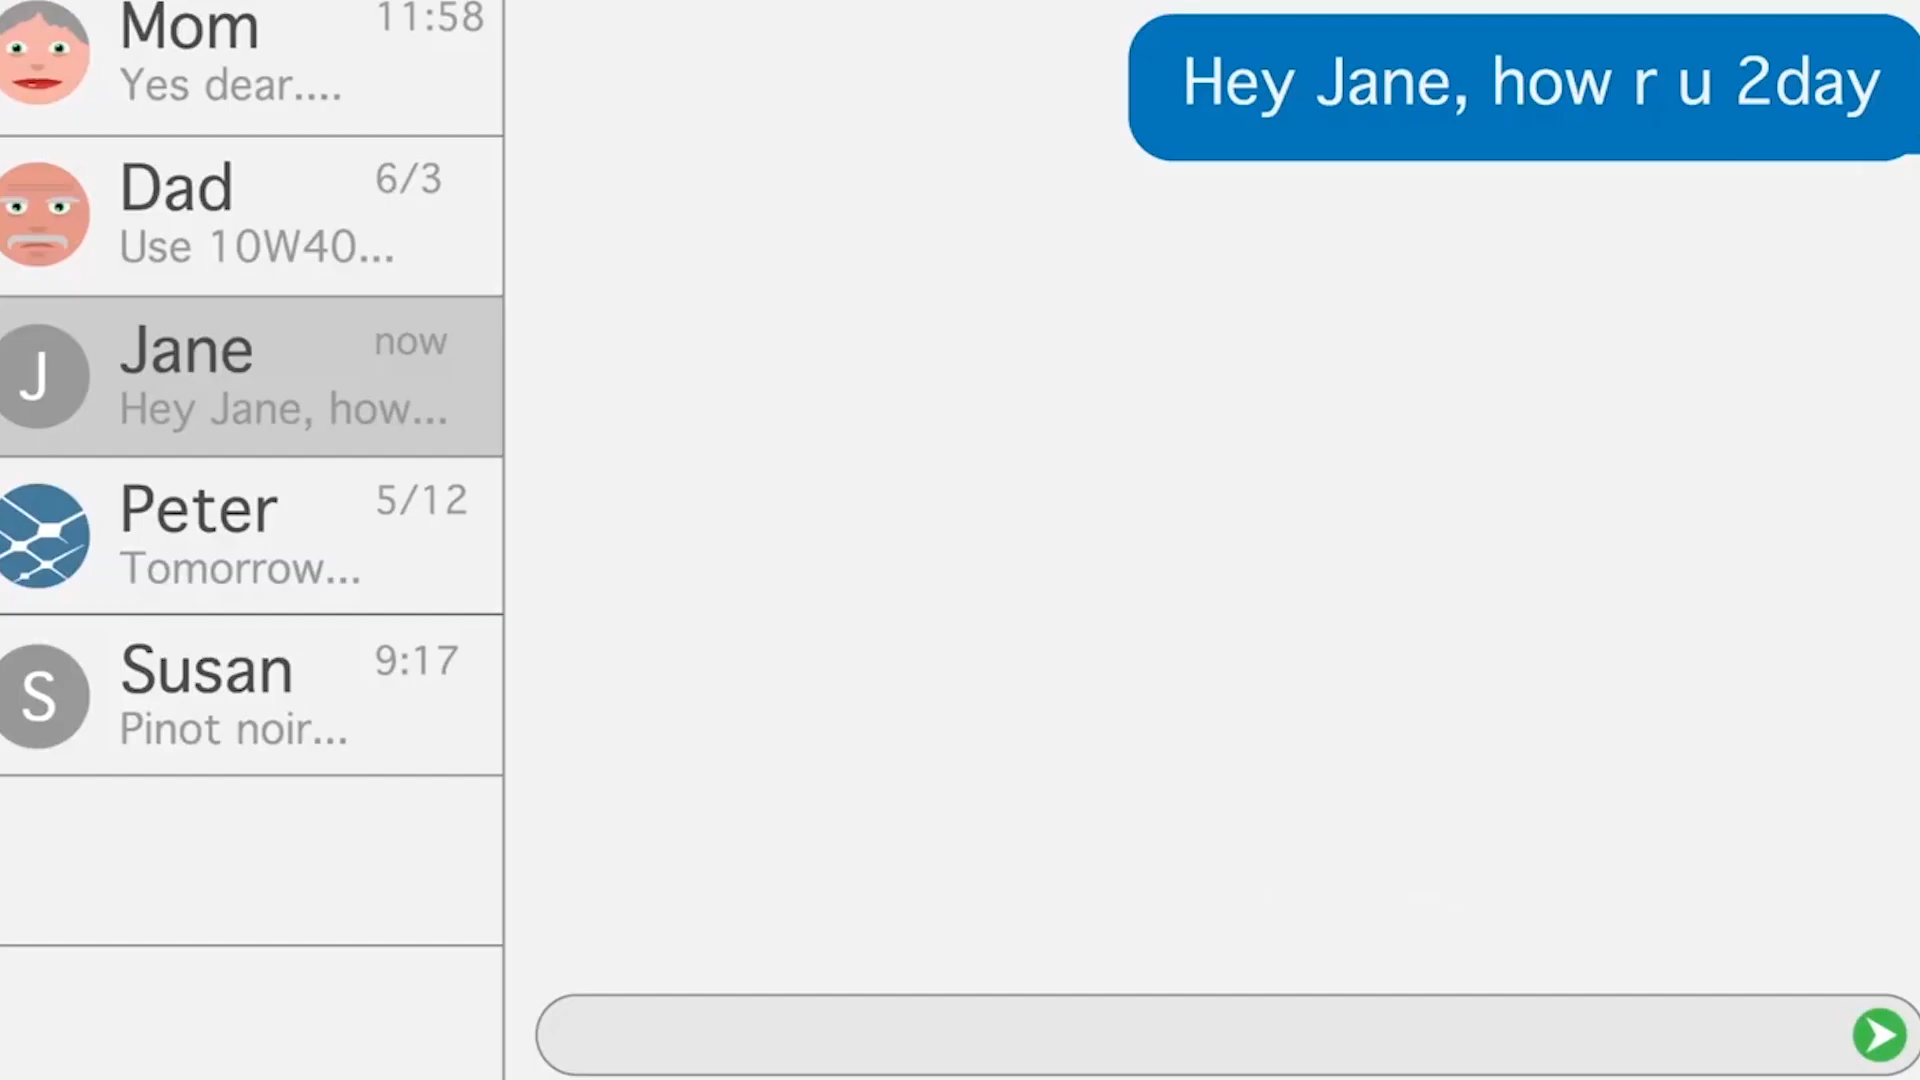 Mom 11:58
Yes dear....
Dad 6/3
Use 10W40...
J Jane now
Hey Jane, how...
Peter 5/12
Tomorrow...
S Susan 9:17
Pinot noir...
Hey Jane, how r u 2day